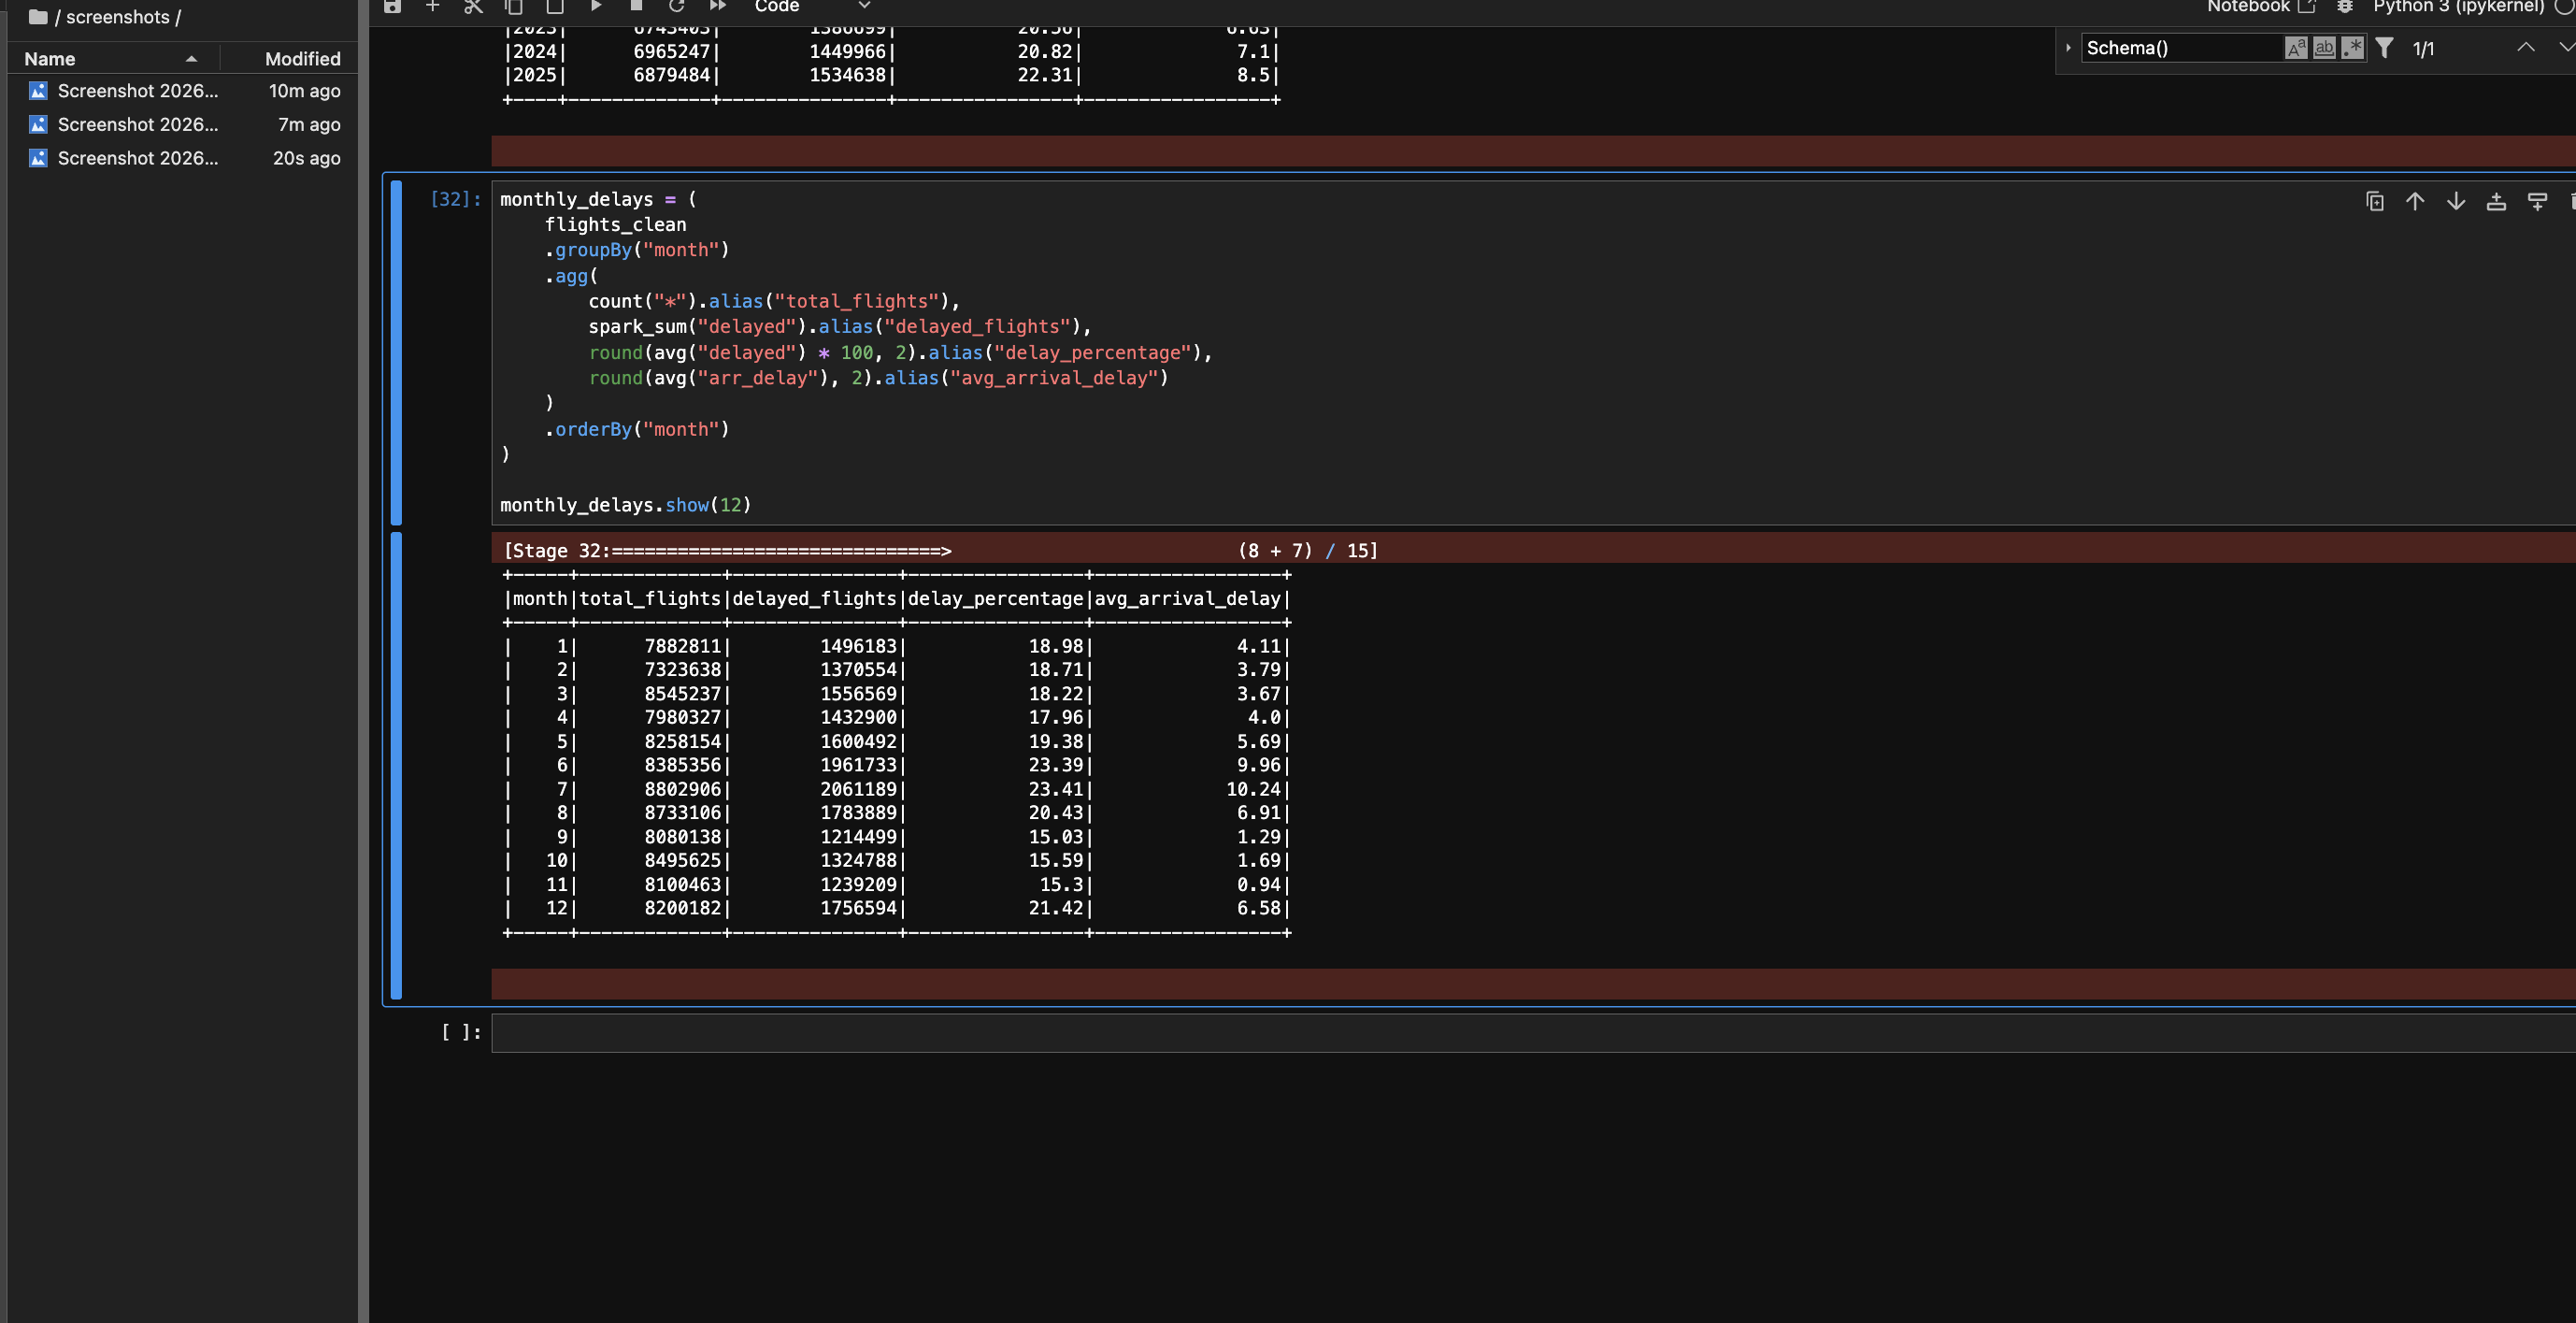 / screenshots /
Name Modified
Screenshot 2026... 10m ago
Screenshot 2026... 7m ago
Screenshot 2026... 20s ago
Code
Notebook
Python 3 (ipykernel)
Schema()
1/1
|2023| 6743403| 1386699| 20.56| 6.63|
|2024| 6965247| 1449966| 20.82| 7.1|
|2025| 6879484| 1534638| 22.31| 8.5|
+----+-------------+---------------+----------------+-----------------+
[32]:
monthly_delays = (
    flights_clean
    .groupBy("month")
    .agg(
        count("*").alias("total_flights"),
        spark_sum("delayed").alias("delayed_flights"),
        round(avg("delayed") * 100, 2).alias("delay_percentage"),
        round(avg("arr_delay"), 2).alias("avg_arrival_delay")
    )
    .orderBy("month")
)
monthly_delays.show(12)
[Stage 32:==============================> (8 + 7) / 15]
+-----+-------------+---------------+----------------+-----------------+
|month|total_flights|delayed_flights|delay_percentage|avg_arrival_delay|
+-----+-------------+---------------+----------------+-----------------+
| 1| 7882811| 1496183| 18.98| 4.11|
| 2| 7323638| 1370554| 18.71| 3.79|
| 3| 8545237| 1556569| 18.22| 3.67|
| 4| 7980327| 1432900| 17.96| 4.0|
| 5| 8258154| 1600492| 19.38| 5.69|
| 6| 8385356| 1961733| 23.39| 9.96|
| 7| 8802906| 2061189| 23.41| 10.24|
| 8| 8733106| 1783889| 20.43| 6.91|
| 9| 8080138| 1214499| 15.03| 1.29|
| 10| 8495625| 1324788| 15.59| 1.69|
| 11| 8100463| 1239209| 15.3| 0.94|
| 12| 8200182| 1756594| 21.42| 6.58|
+-----+-------------+---------------+----------------+-----------------+
[ ]: